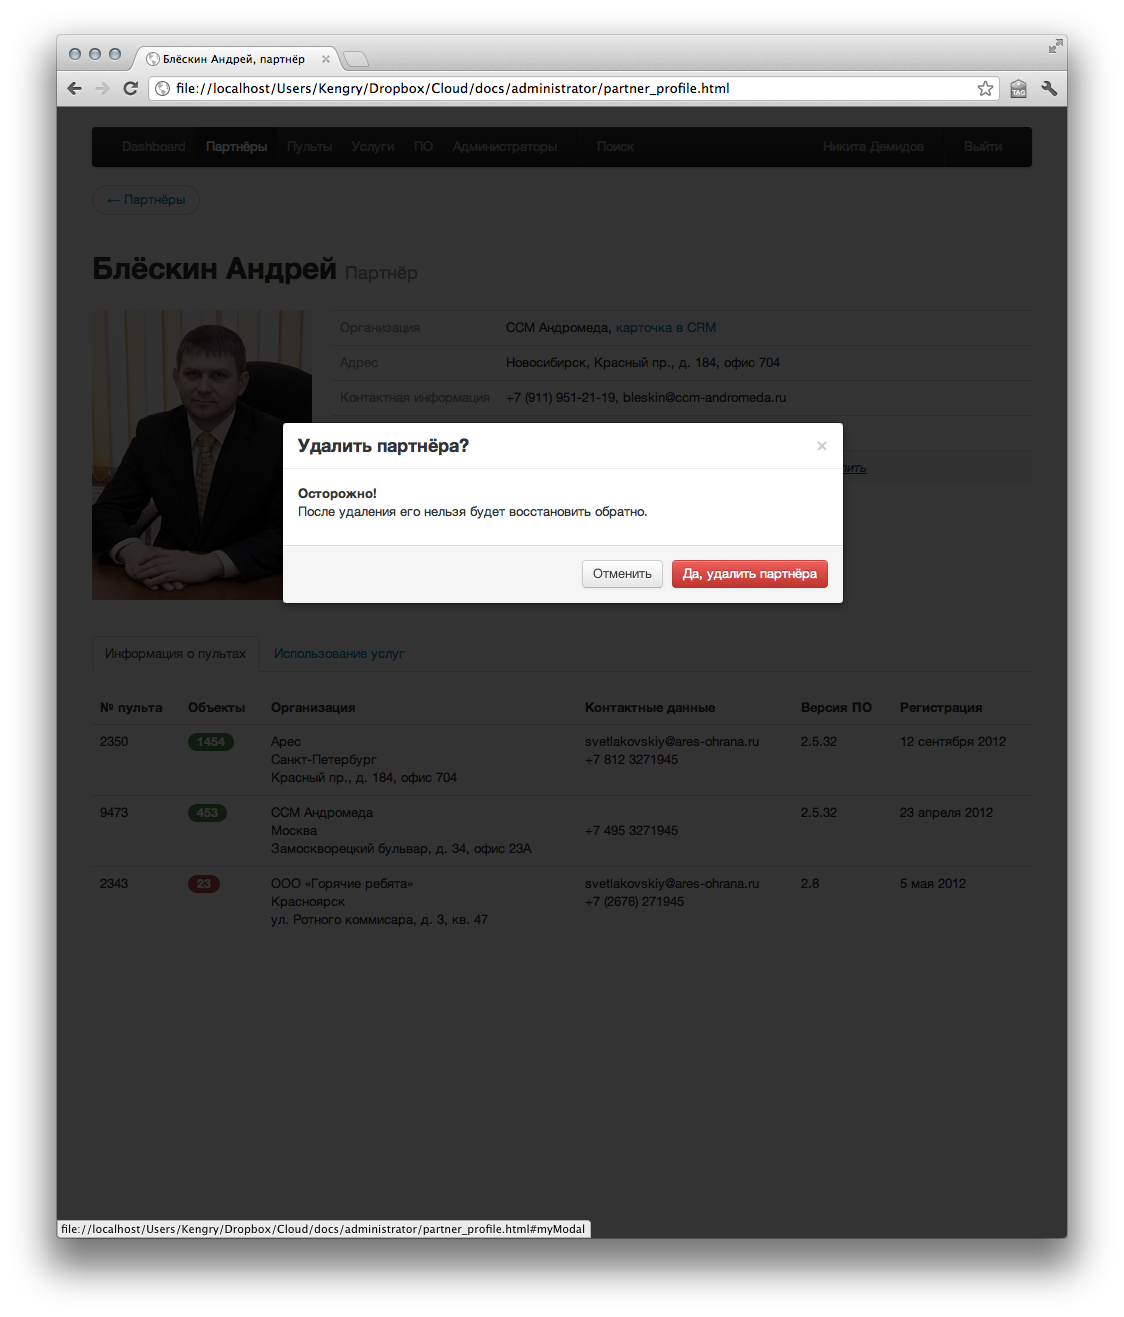 Блёскин Андрей, партнёр
file://localhost/Users/Kengry/Dropbox/Cloud/docs/administrator/partner_profile.html
TAG
Dashboard Партнёры Пульты Услуги ПО Администраторы Поиск Никита Демидов Выйти
← Партнёры
Блёскин Андрей Партнёр
Организация ССМ Андромеда, карточка в CRM
Адрес Новосибирск, Красный пр., д. 184, офис 704
Контактная информация +7 (911) 951-21-19, bleskin@ccm-andromeda.ru
Удалить партнёра? ×
Осторожно!
После удаления его нельзя будет восстановить обратно.
Отменить Да, удалить партнёра
Информация о пультах Использование услуг
№ пульта Объекты Организация Контактные данные Версия ПО Регистрация
2350 1454 Арес svetlakovskiy@ares-ohrana.ru 2.5.32 12 сентября 2012
Санкт-Петербург +7 812 3271945
Красный пр., д. 184, офис 704
9473 453 ССМ Андромеда 2.5.32 23 апреля 2012
Москва +7 495 3271945
Замоскворецкий бульвар, д. 34, офис 23А
2343 23 ООО «Горячие ребята» svetlakovskiy@ares-ohrana.ru 2.8 5 мая 2012
Красноярск +7 (2676) 271945
ул. Ротного коммисара, д. 3, кв. 47
file://localhost/Users/Kengry/Dropbox/Cloud/docs/administrator/partner_profile.html#myModal